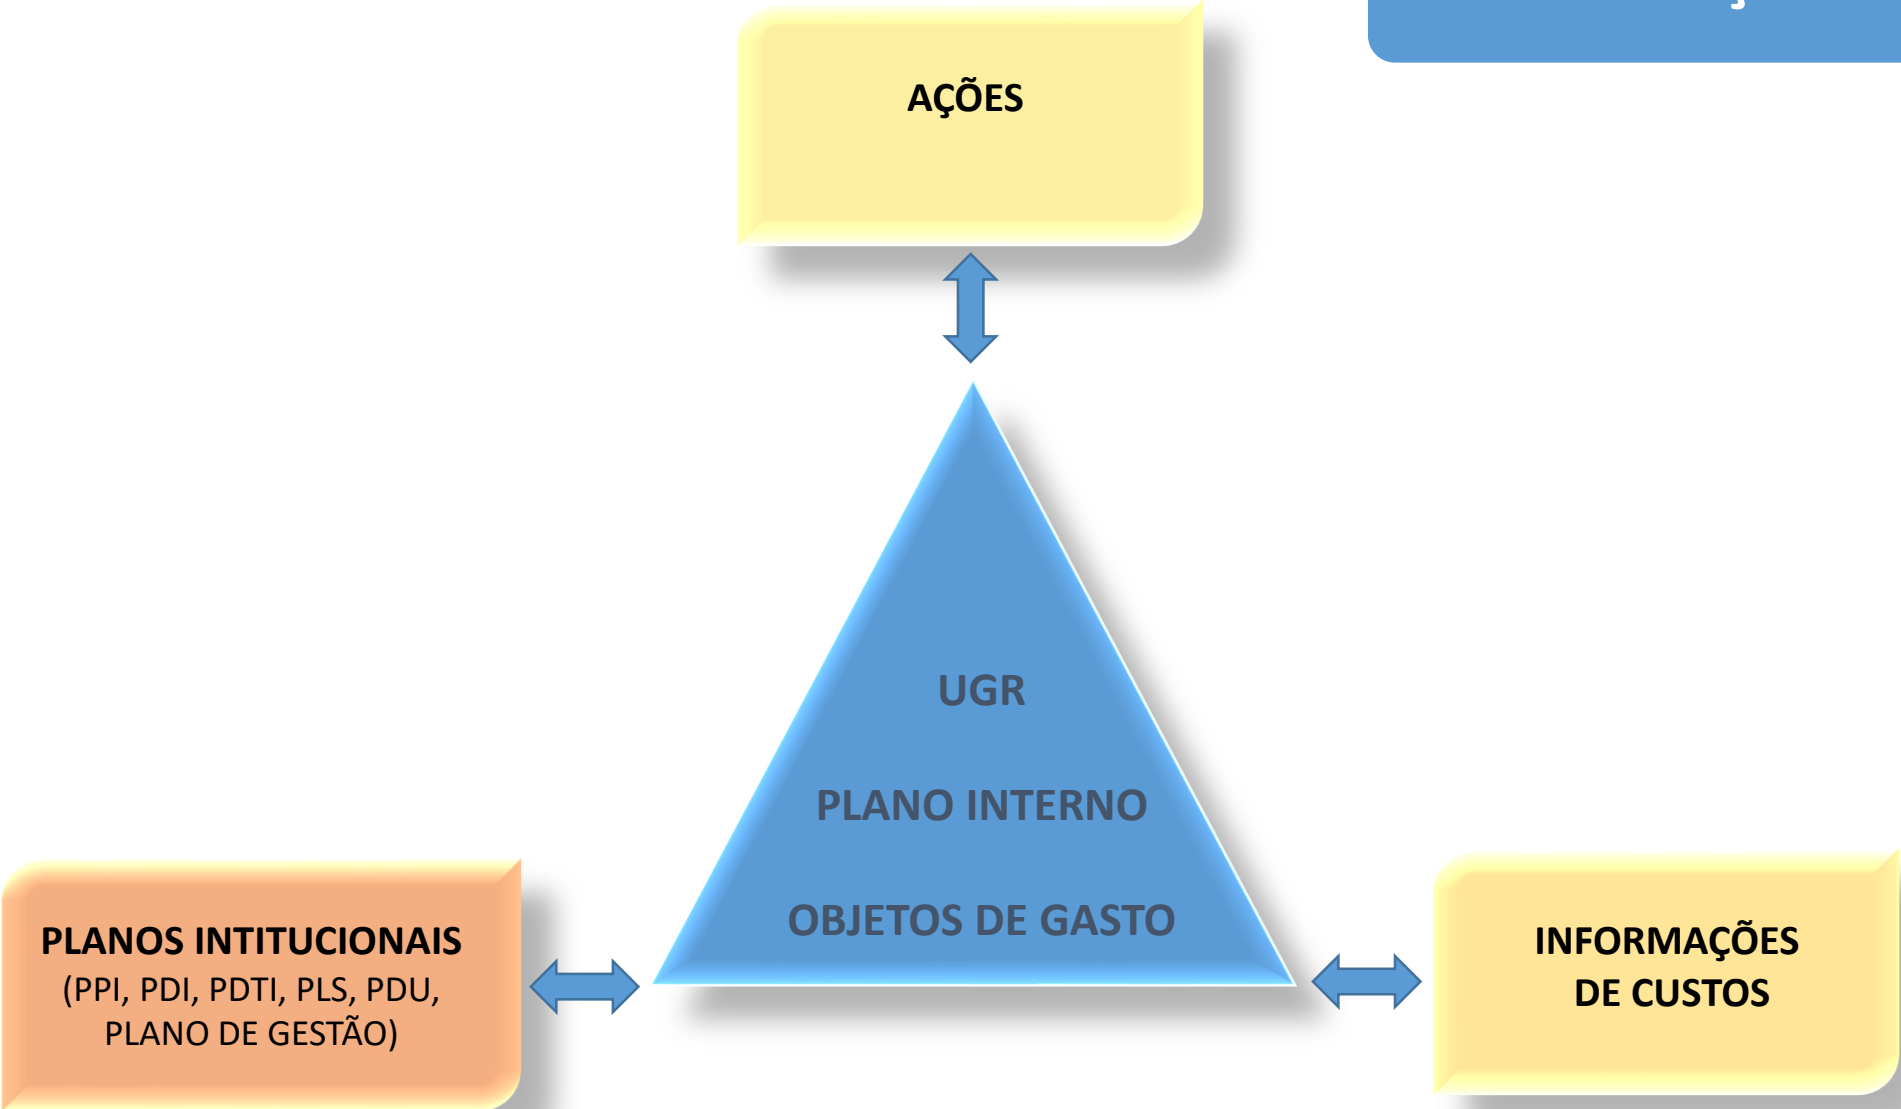 AÇÕES
UGR
PLANO INTERNO
OBJETOS DE GASTO
PLANOS INTITUCIONAIS
(PPI, PDI, PDTI, PLS, PDU,
PLANO DE GESTÃO)
INFORMAÇÕES
DE CUSTOS